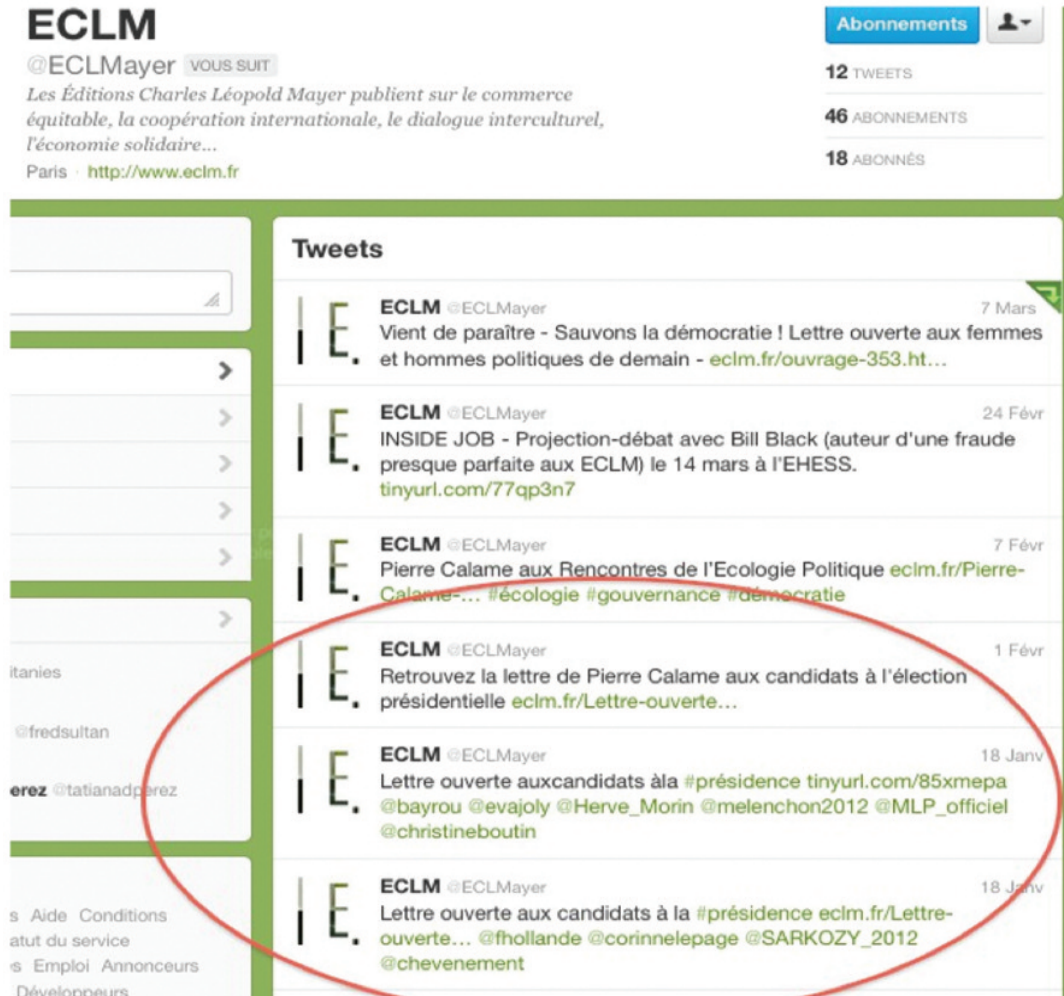 ECLM
@ECLMayer VOUS SUIT
Les Éditions Charles Léopold Mayer publient sur le commerce
équitable, la coopération internationale, le dialogue interculturel,
l'économie solidaire...
Paris · http://www.eclm.fr
Abonnements
12 TWEETS
46 ABONNEMENTS
18 ABONNÉS
itanies
@fredsultan
erez @tatianadperez
s Aide Conditions
atut du service
s Emploi Annonceurs
Développeurs
Tweets
ECLM @ECLMayer 7 Mars
Vient de paraître - Sauvons la démocratie ! Lettre ouverte aux femmes
et hommes politiques de demain - eclm.fr/ouvrage-353.ht...
ECLM @ECLMayer 24 Févr
INSIDE JOB - Projection-débat avec Bill Black (auteur d'une fraude
presque parfaite aux ECLM) le 14 mars à l'EHESS.
tinyurl.com/77qp3n7
ECLM @ECLMayer 7 Févr
Pierre Calame aux Rencontres de l'Ecologie Politique eclm.fr/Pierre-
Calame-... #écologie #gouvernance #démocratie
ECLM @ECLMayer 1 Févr
Retrouvez la lettre de Pierre Calame aux candidats à l'élection
présidentielle eclm.fr/Lettre-ouverte...
ECLM @ECLMayer 18 Janv
Lettre ouverte auxcandidats àla #présidence tinyurl.com/85xmepa
@bayrou @evajoly @Herve_Morin @melenchon2012 @MLP_officiel
@christineboutin
ECLM @ECLMayer 18 Janv
Lettre ouverte aux candidats à la #présidence eclm.fr/Lettre-
ouverte... @fhollande @corinnelepage @SARKOZY_2012
@chevenement